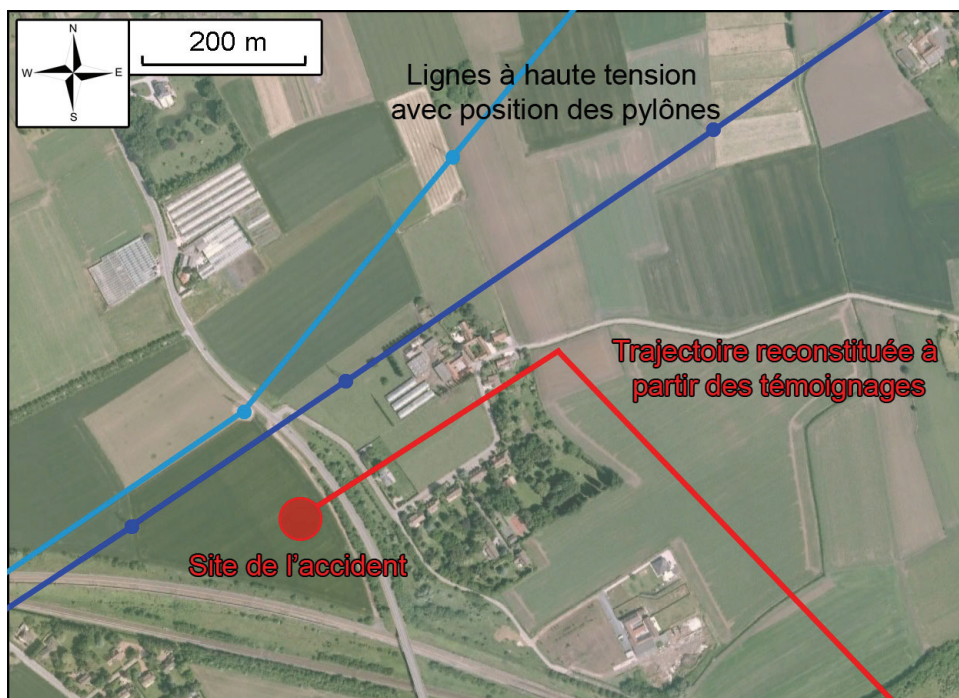 N
W E
S
200 m
Lignes à haute tension
avec position des pylônes
Trajectoire reconstituée à
partir des témoignages
Site de l'accident